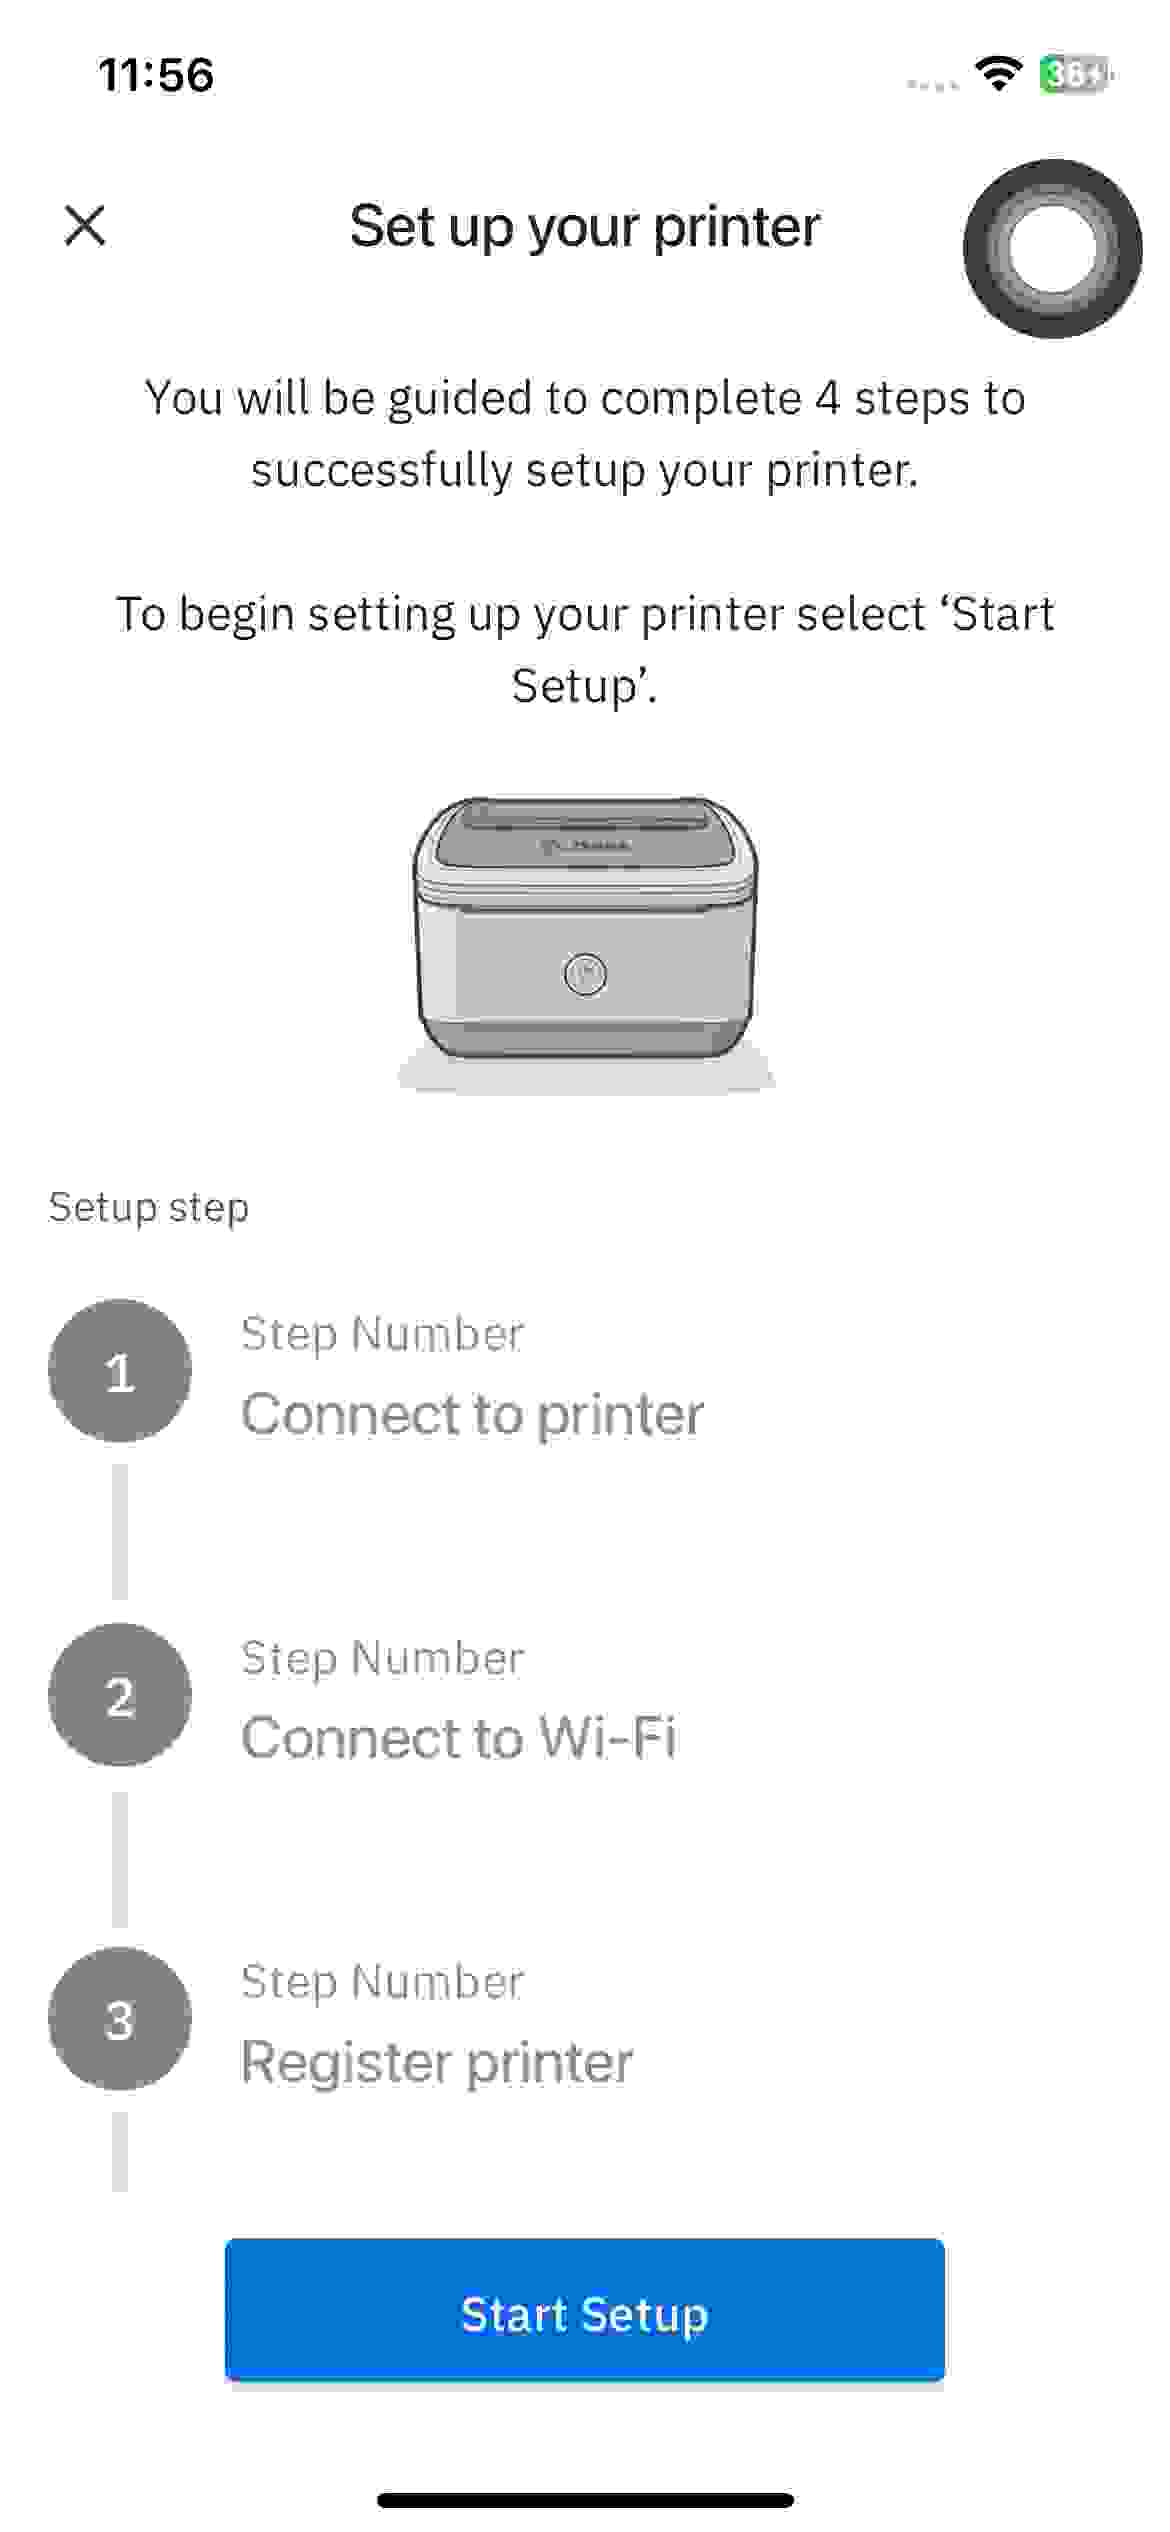 11:56
Set up your printer
You will be guided to complete 4 steps to
successfully setup your printer.
To begin setting up your printer select ‘Start
Setup’.
Setup step
1
Step Number
Connect to printer
2
Step Number
Connect to Wi-Fi
3
Step Number
Register printer
Start Setup